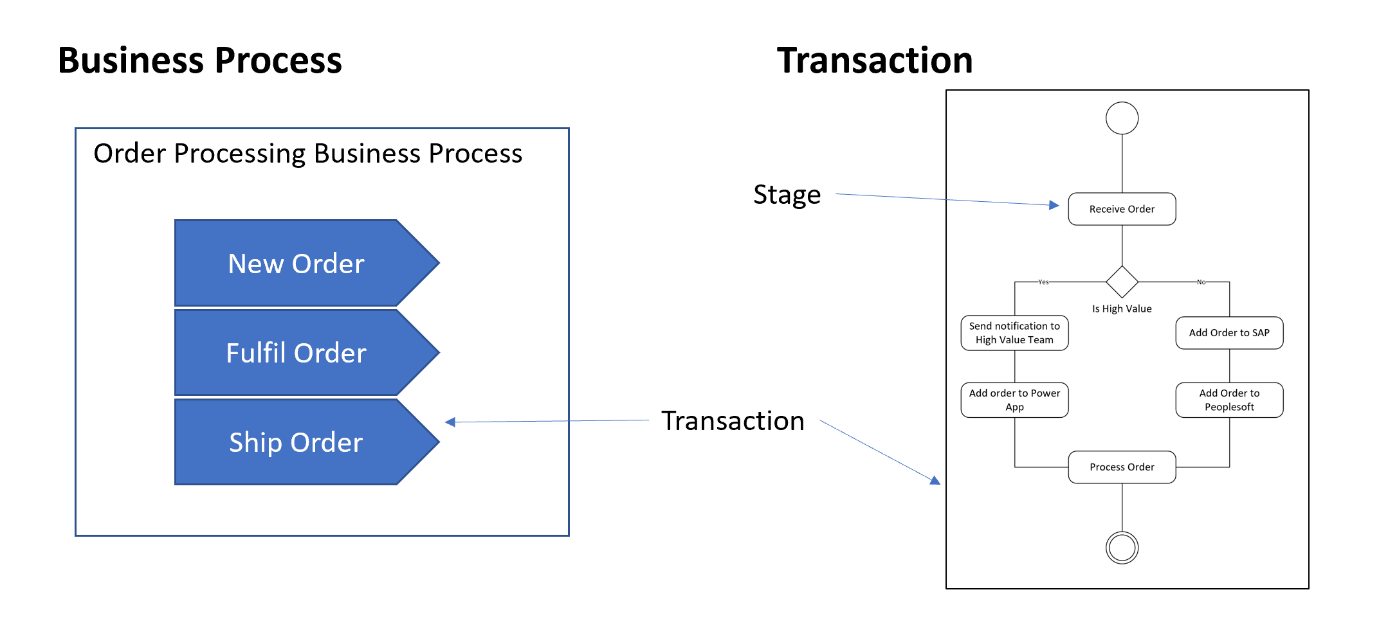 Business Process
Transaction
Order Processing Business Process
New Order
Fulfil Order
Ship Order
Transaction
Stage
Receive Order
Yes
No
Is High Value
Send notification to
High Value Team
Add Order to SAP
Add order to Power
App
Add Order to
Peoplesoft
Process Order